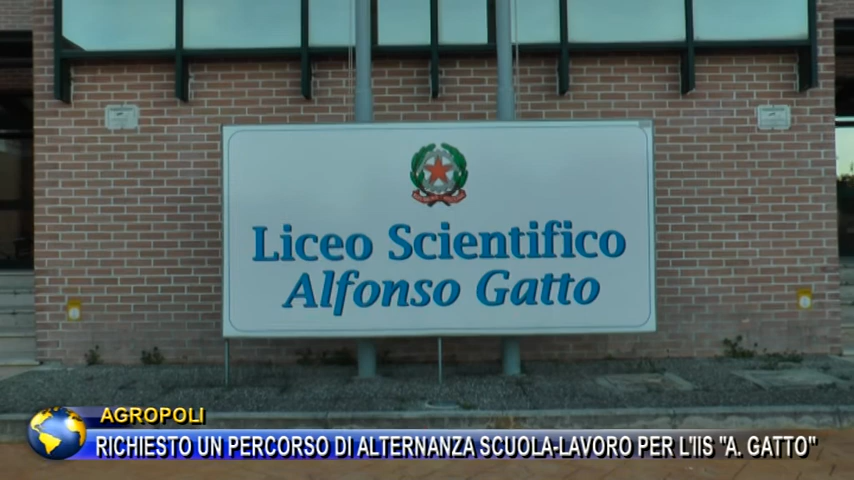 Liceo Scientifico
Alfonso Gatto
AGROPOLI
RICHIESTO UN PERCORSO DI ALTERNANZA SCUOLA-LAVORO PER L'IIS "A. GATTO"